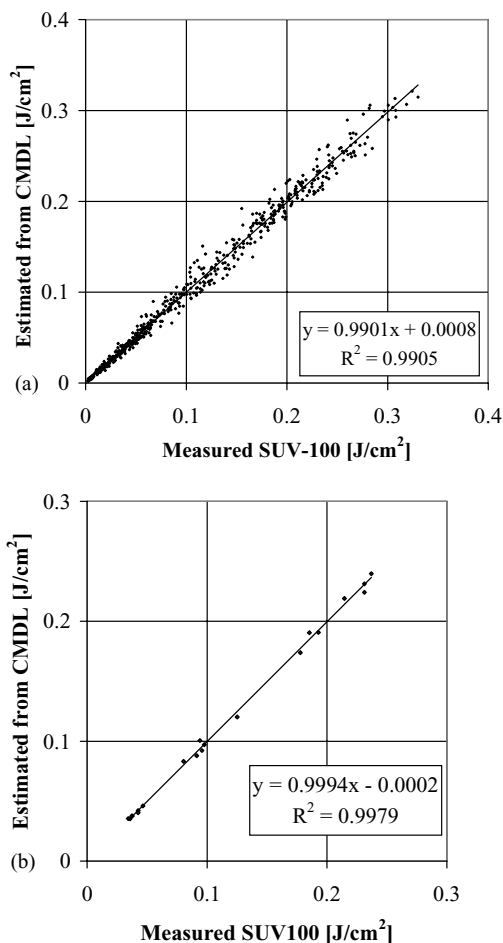 0.4
0.3
0.2
0.1
0
Estimated from CMDL [J/cm²]
y = 0.9901x + 0.0008
R² = 0.9905
(a)
0 0.1 0.2 0.3 0.4
Measured SUV-100 [J/cm²]
0.3
0.2
0.1
0
Estimated from CMDL [J/cm²]
y = 0.9994x - 0.0002
R² = 0.9979
(b)
0 0.1 0.2 0.3
Measured SUV100 [J/cm²]